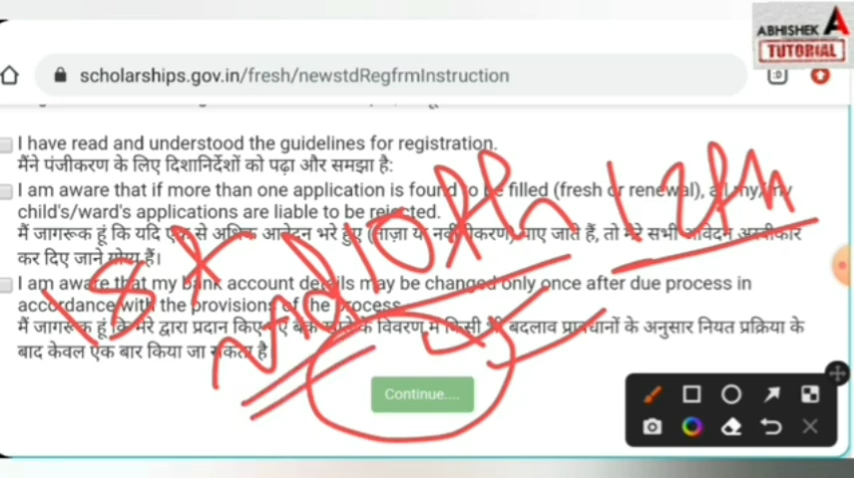 ABHISHEK A
TUTORIAL
scholarships.gov.in/fresh/newstdRegfrmInstruction
I have read and understood the guidelines for registration.
मैंने पंजीकरण के लिए दिशानिर्देशों को पढ़ा और समझा है:
I am aware that if more than one application is found to be filled (fresh or renewal), all my/my
child's/ward's applications are liable to be rejected.
मैं जागरूक हूं कि यदि एक से अधिक आवेदन भरे हुए (ताज़ा या नवीनीकरण) पाए जाते हैं, तो मेरे सभी आवेदन अस्वीकार
कर दिए जाने योग्य हैं।
I am aware that my bank account details may be changed only once after due process in
accordance with the provisions of the process.
मैं जागरूक हूं कि मेरे द्वारा प्रदान किए गए बैंक खाते के विवरण में किसी भी बदलाव प्रावधानों के अनुसार नियत प्रक्रिया के
बाद केवल एक बार किया जा सकता है
Continue....
10th
12th